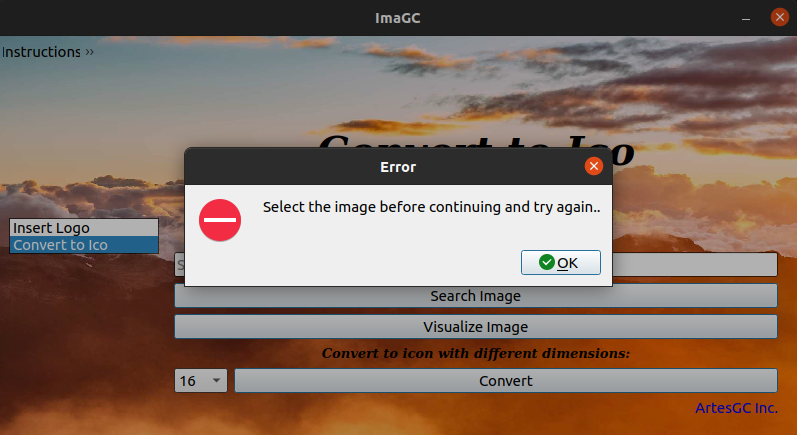 ImaGC
Instructions ››
Convert to Ico
Error
Select the image before continuing and try again..
OK
Insert Logo
Convert to Ico
Search Image
Visualize Image
Convert to icon with different dimensions:
16
Convert
ArtesGC Inc.